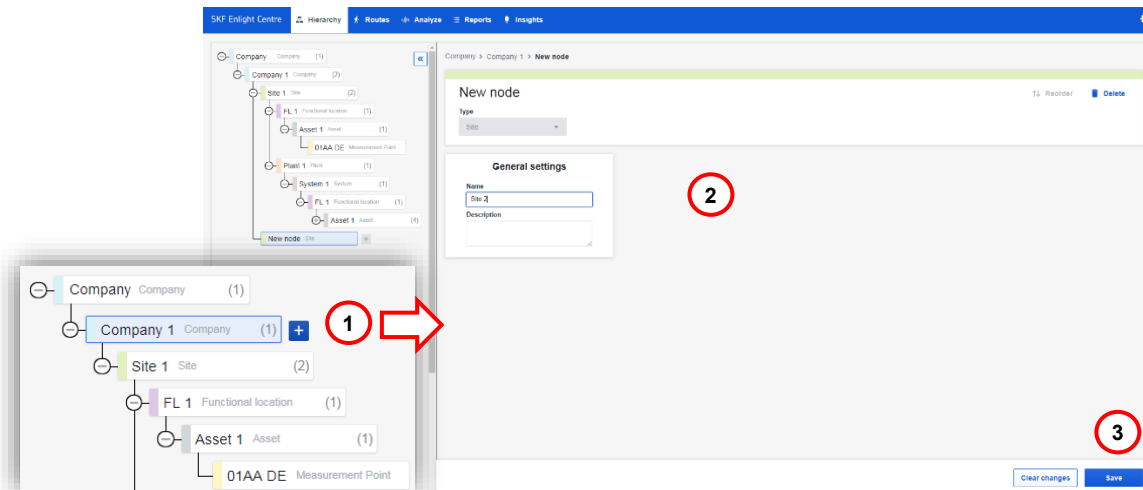 SKF Enlight Centre Hierarchy Routes Analyze Reports Insights
Company Company (1)
Company 1 Company (2)
Site 1 Site (2)
FL 1 Functional location (1)
Asset 1 Asset (1)
01AA DE Measurement Point
Plant 1 Plant (1)
System 1 System (1)
FL 1 Functional location (1)
Asset 1 Asset (4)
New node Site +
«
Company > Company 1 > New node
New node
Reorder Delete
Type
Site
General settings
Name
Site 2
Description
2
Company Company (1)
Company 1 Company (1) +
1
Site 1 Site (2)
FL 1 Functional location (1)
Asset 1 Asset (1)
01AA DE Measurement Point
3
Clear changes Save